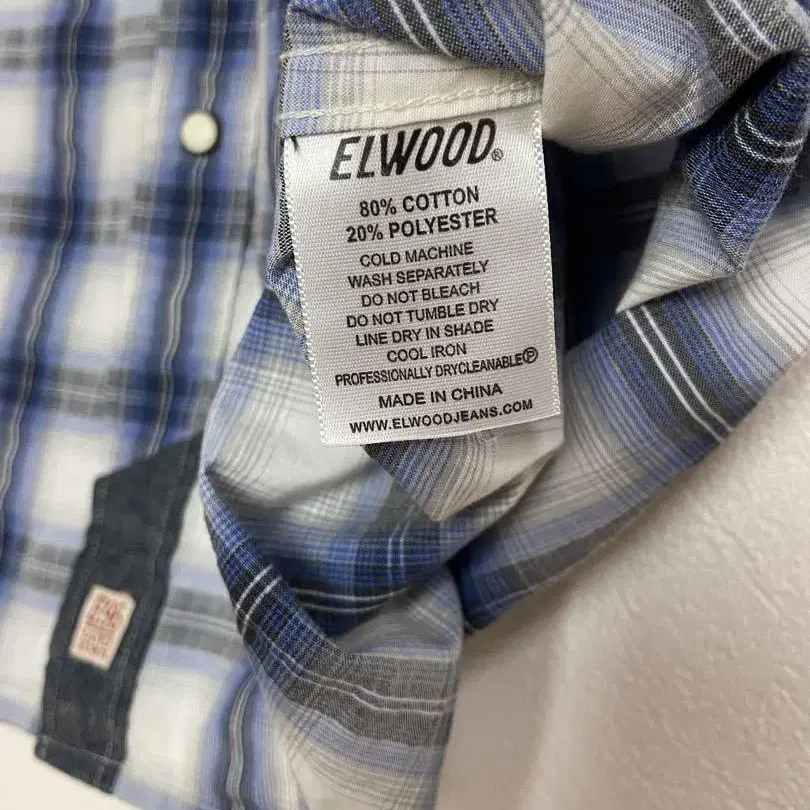 ELWOOD®
80% COTTON
20% POLYESTER
COLD MACHINE
WASH SEPARATELY
DO NOT BLEACH
DO NOT TUMBLE DRY
LINE DRY IN SHADE
COOL IRON
PROFESSIONALLY DRYCLEANABLE Ⓟ
MADE IN CHINA
WWW.ELWOODJEANS.COM